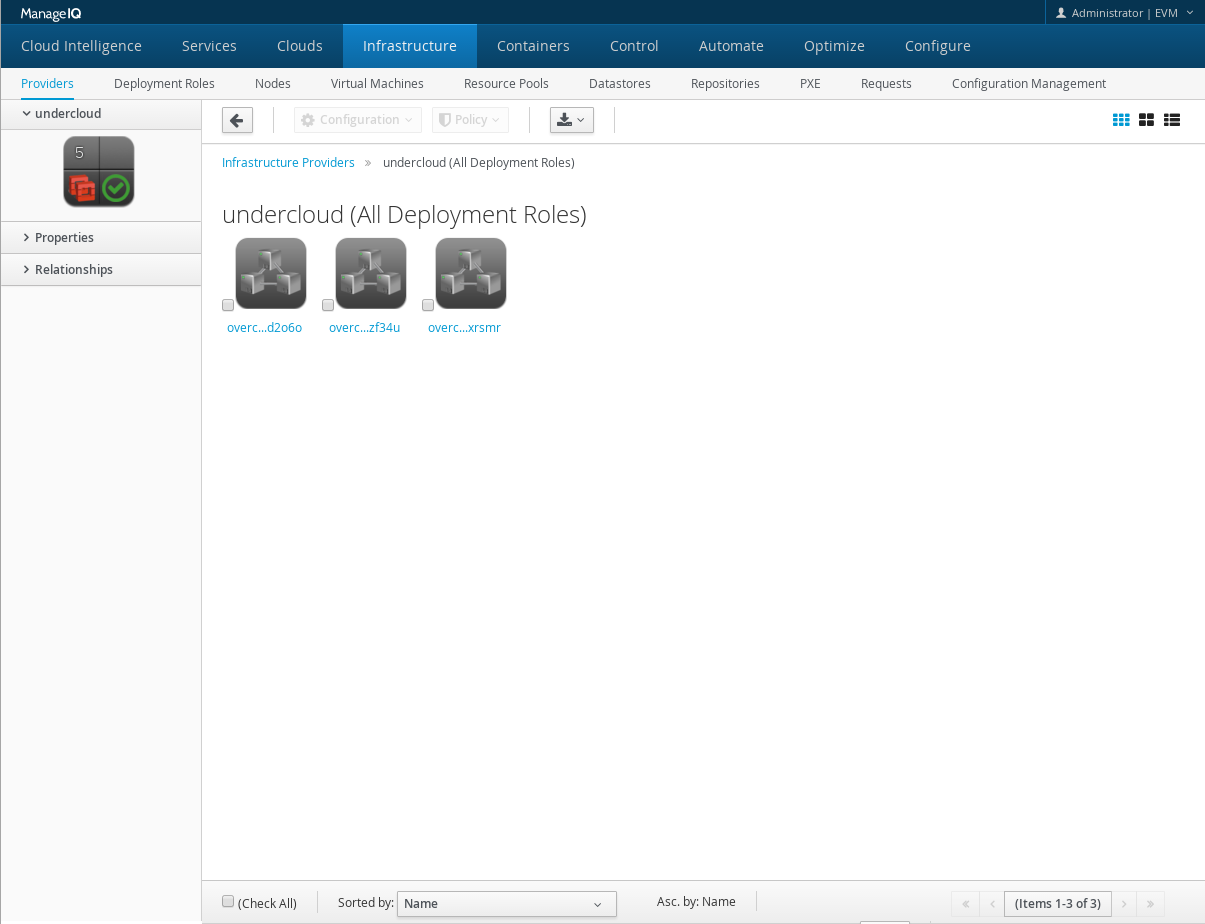 ManageIQ
Administrator | EVM
Cloud Intelligence Services Clouds Infrastructure Containers Control Automate Optimize Configure
Providers Deployment Roles Nodes Virtual Machines Resource Pools Datastores Repositories PXE Requests Configuration Management
undercloud
5
Properties
Relationships
Configuration Policy
Infrastructure Providers » undercloud (All Deployment Roles)
undercloud (All Deployment Roles)
overc...d2o6o overc...zf34u overc...xrsmr
(Check All) Sorted by: Name Asc. by: Name (Items 1-3 of 3)